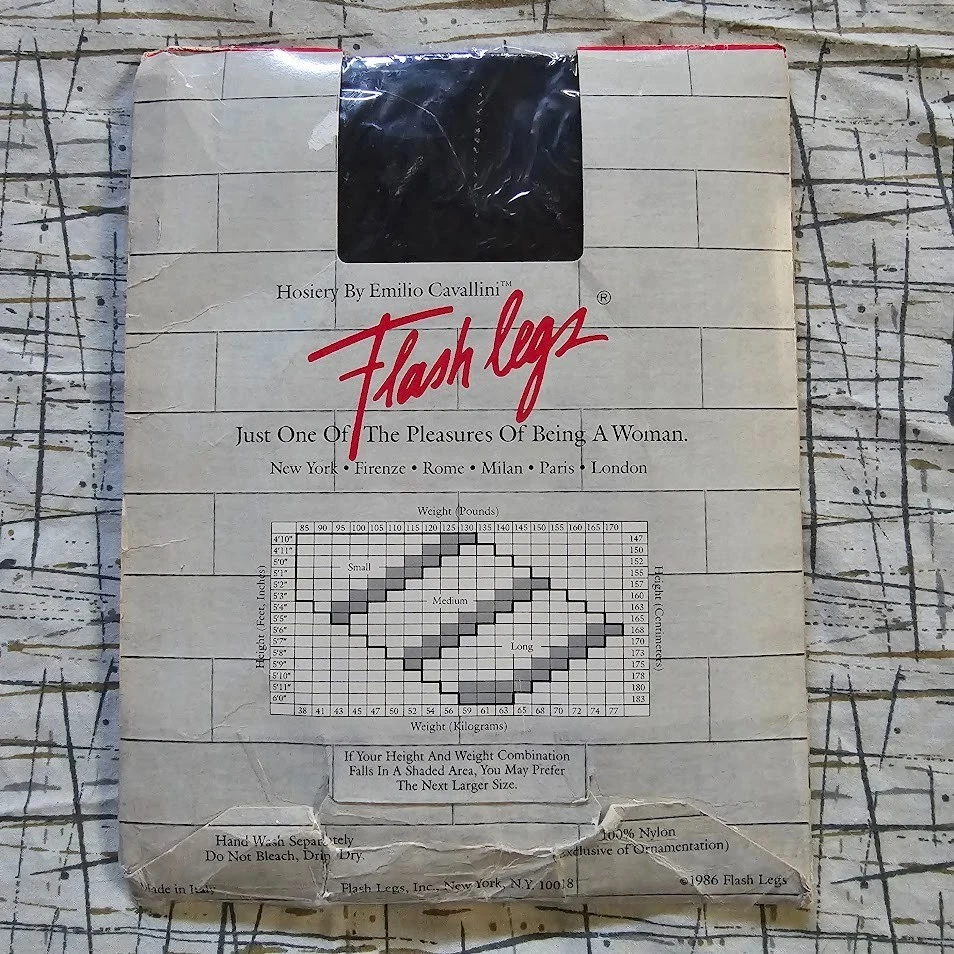 Hosiery By Emilio Cavallini™
Flash legs ®
Just One Of The Pleasures Of Being A Woman.
New York • Firenze • Rome • Milan • Paris • London
Weight (Pounds)
85 90 95 100 105 110 115 120 125 130 135 140 145 150 155 160 165 170
4'10" 147
4'11" 150
5'0" 152
5'1" 155
5'2" 157
5'3" 160
5'4" 163
5'5" 165
5'6" 168
5'7" 170
5'8" 173
5'9" 175
5'10" 178
5'11" 180
6'0" 183
Small
Medium
Long
Height (Feet, Inches)
Height (Centimeters)
38 41 43 45 47 50 52 54 56 59 61 63 65 68 70 72 74 77
Weight (Kilograms)
If Your Height And Weight Combination
Falls In A Shaded Area, You May Prefer
The Next Larger Size.
Hand Wash Separately
Do Not Bleach, Drip Dry.
100% Nylon
(Exclusive of Ornamentation)
Made in Italy
Flash Legs, Inc., New York, N.Y. 10018
©1986 Flash Legs